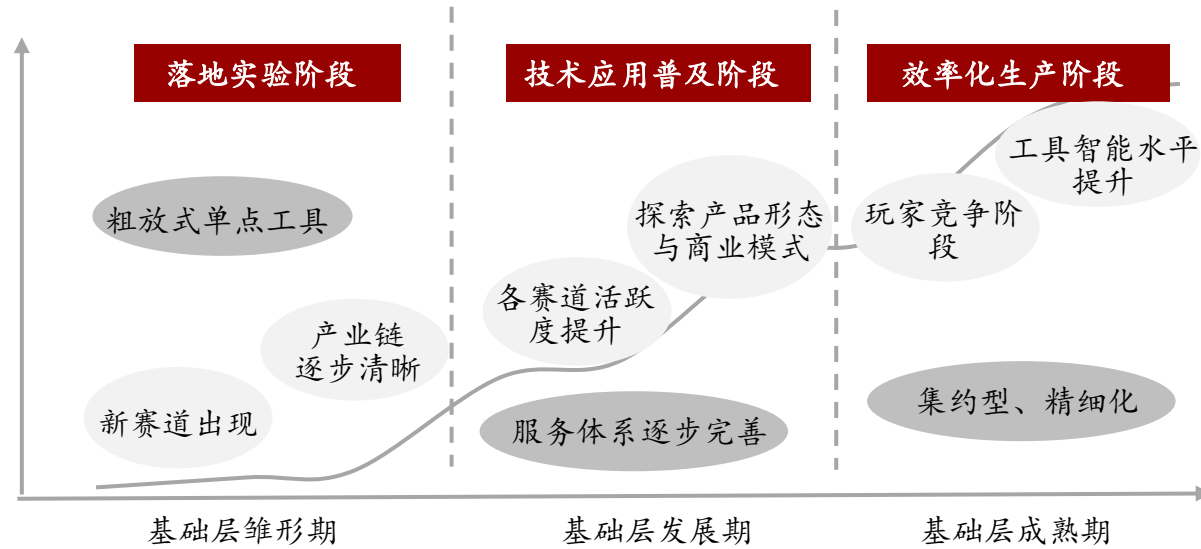 落地实验阶段
技术应用普及阶段
效率化生产阶段
粗放式单点工具
产业链
逐步清晰
新赛道出现
探索产品形态
与商业模式
各赛道活跃
度提升
服务体系逐步完善
工具智能水平
提升
玩家竞争阶
段
集约型、精细化
基础层雏形期
基础层发展期
基础层成熟期